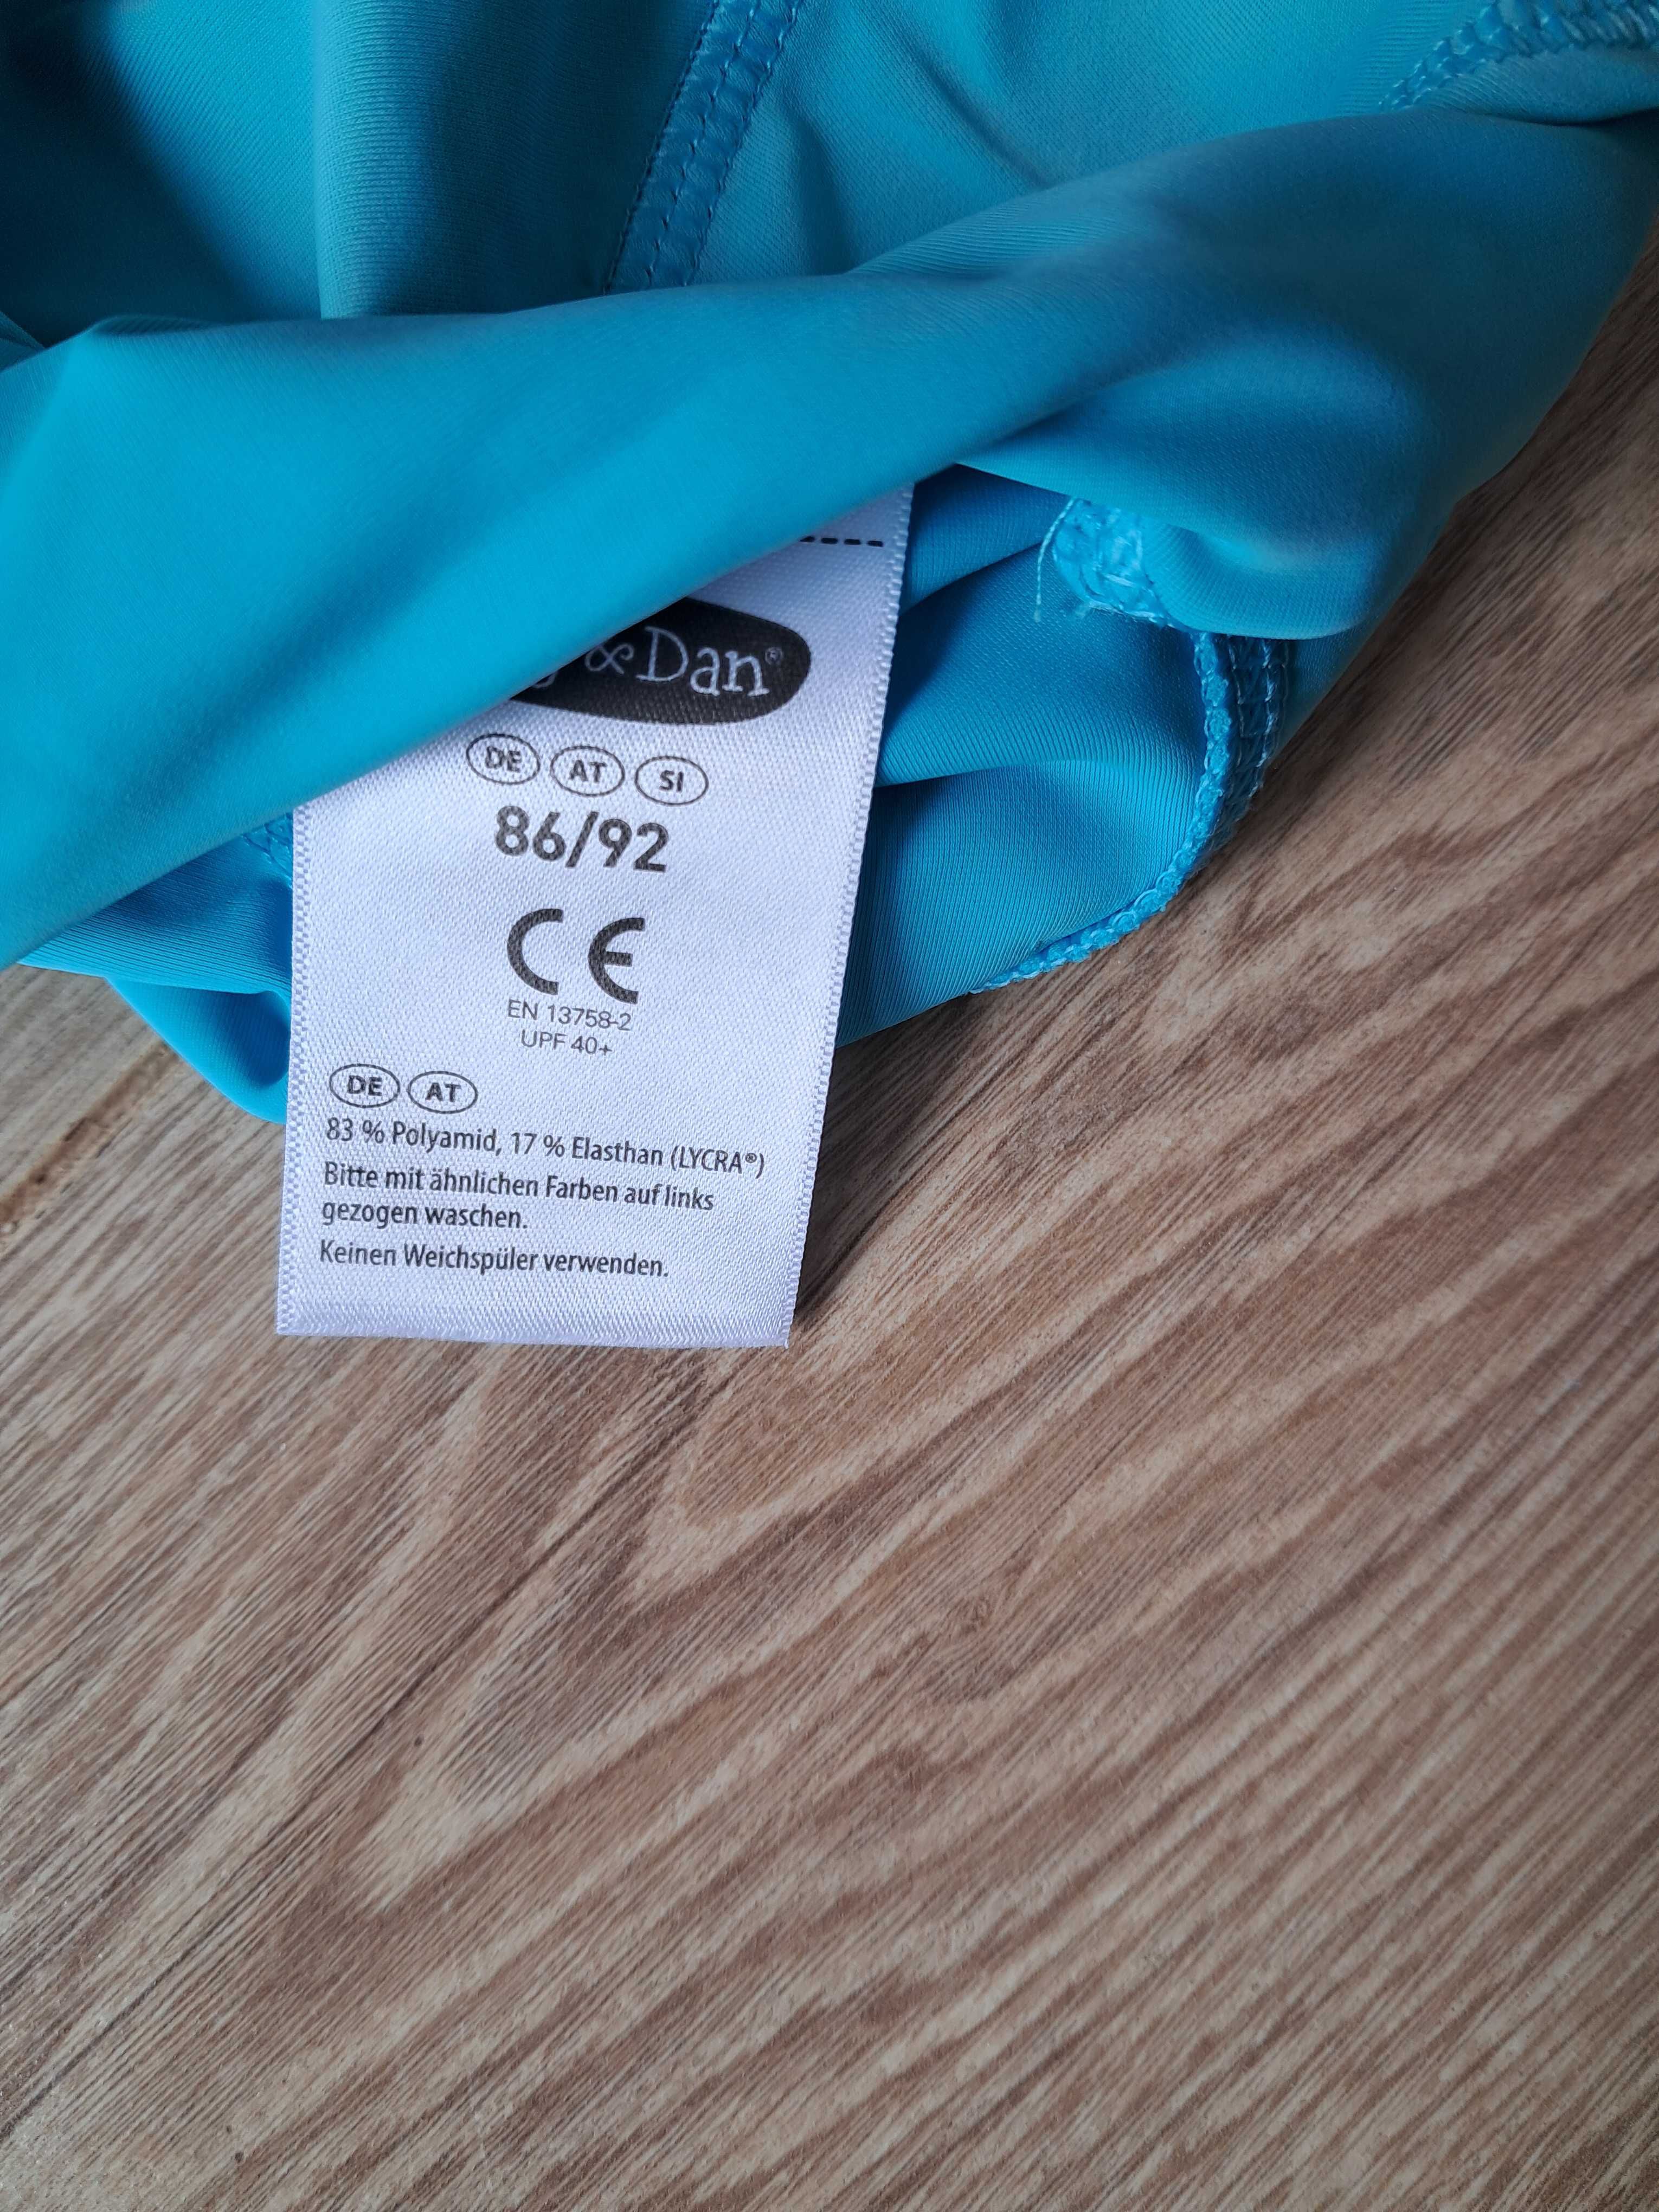 & Dan®
DE AT SI
86/92
CE
EN 13758-2
UPF 40+
DE AT
83 % Polyamid, 17 % Elasthan (LYCRA®)
Bitte mit ähnlichen Farben auf links
gezogen waschen.
Keinen Weichspüler verwenden.